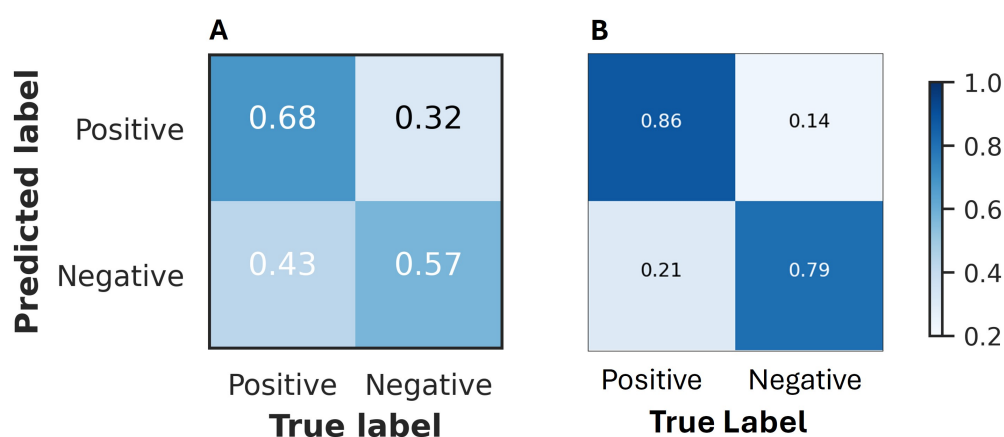 A
B
Predicted label
Positive
Negative
0.68
0.32
0.43
0.57
Positive
Negative
True label
0.86
0.14
0.21
0.79
Positive
Negative
True Label
1.0
0.8
0.6
0.4
0.2